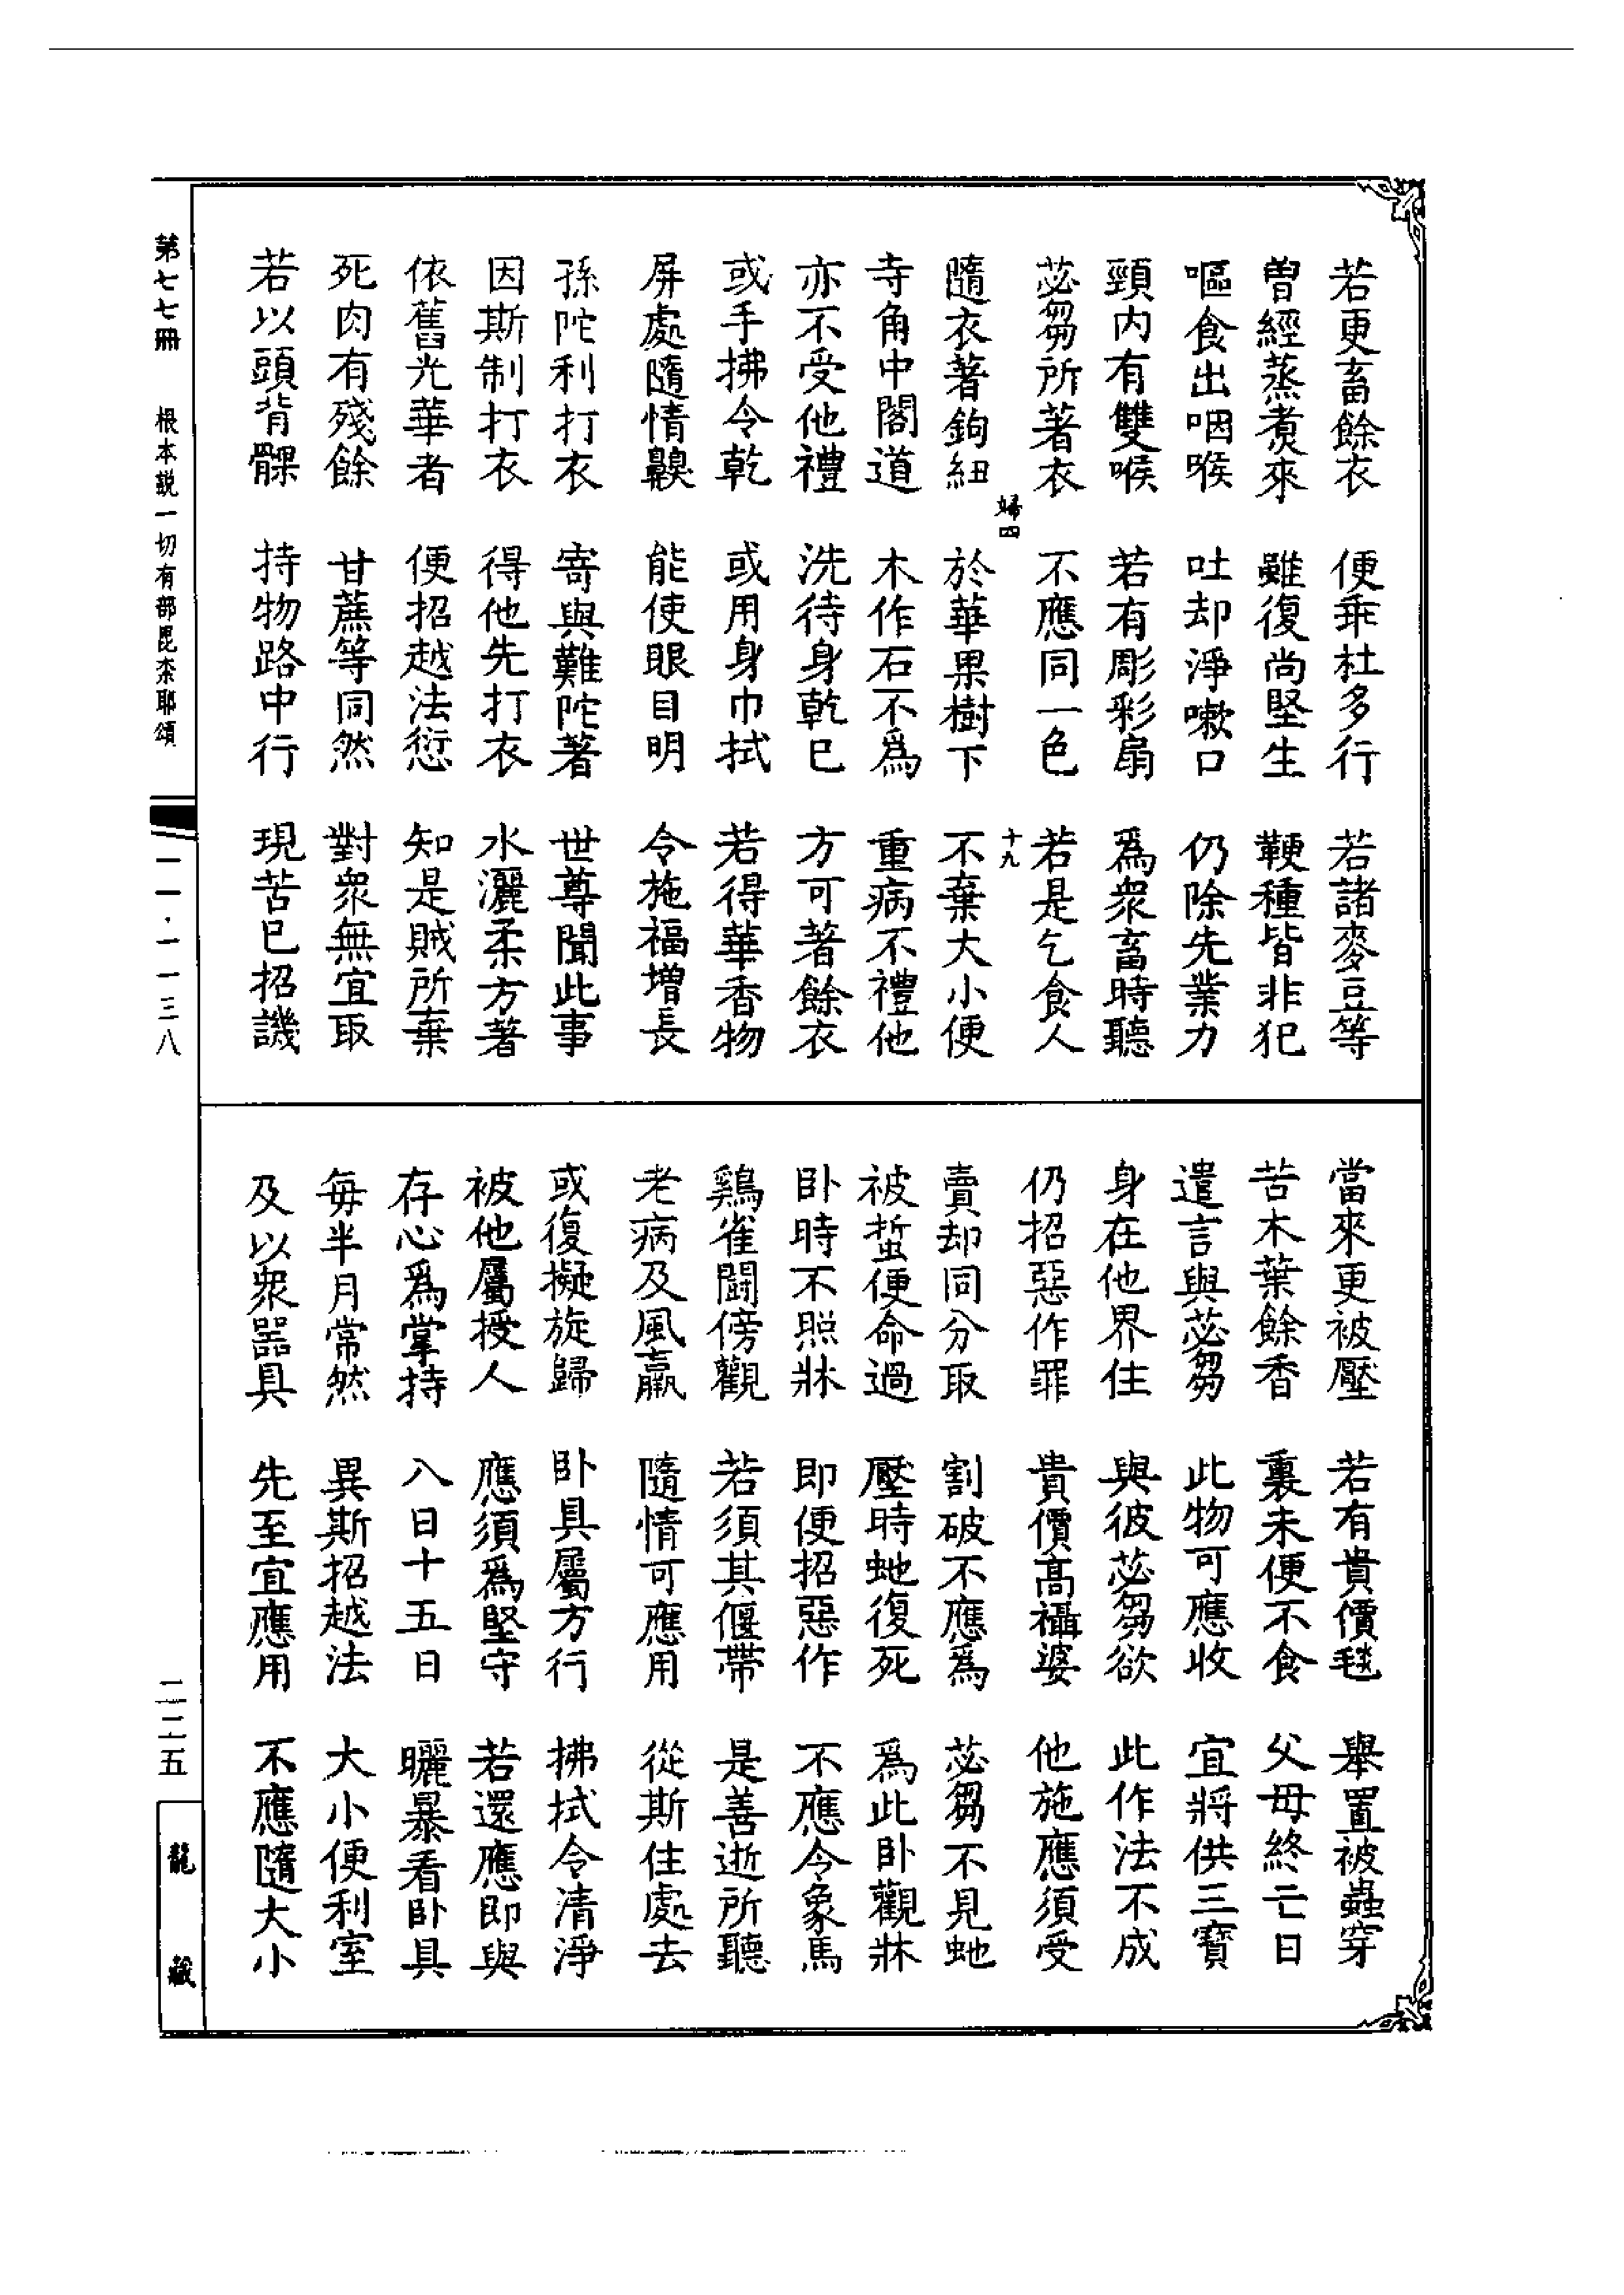 若更畜餘衣　便乖杜多行　若諸麥豆等
曾經蒸煑來　雖復尚堅生　鞕種皆非犯
嘔食出咽喉　吐却淨嗽口　仍除先業力
頸内有雙喉　若有彫彩扇　爲衆畜時聽
苾芻所著衣　不應同一色　若是乞食人
婦四　十九
隨衣著鉤紐　於華果樹下　不棄大小便
寺角中閣道　木作石不爲　重病不禮他
亦不受他禮　洗待身乾已　方可著餘衣
或手拂令乾　或用身巾拭　若得華香物
屏處隨情齅　能使眼目明　令施福增長
孫陀利打衣　寄與難陀著　世尊聞此事
因斯制打衣　得他先打衣　水灑柔方著
依舊光華者　便招越法愆　知是賊所棄
死肉有殘餘　甘蔗等同然　對衆無宜取
若以頭背髁　持物路中行　現苦已招譏
當來更被壓　若有貴價毯　舉置被蟲穿
苦木葉餘香　裏未便不食　父母終亡日
遣言與苾芻　此物可應收　宜將供三寶
身在他界住　與彼苾芻欲　此作法不成
仍招惡作罪　貴價高襵婆　他施應須受
賣却同分取　割破不應爲　苾芻不見虵
被蜇便命過　壓時虵復死　爲此卧觀牀
卧時不照牀　即便招惡作　不應令象馬
鷄雀鬪傍觀　若須其偃帶　是善逝所聽
老病及風羸　隨情可應用　從斯住處去
或復擬旋歸　卧具屬方行　拂拭令清淨
被他屬授人　應須爲堅守　若還應即與
存心爲掌持　八日十五日　曬暴看卧具
每半月常然　異斯招越法　大小便利室
及以衆器具　先至宜應用　不應隨大小
第七七冊　根本説一切有部毘柰耶頌　一一·一一三八　二二五　龍藏